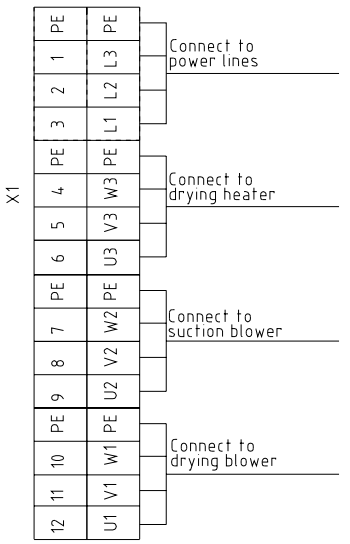 X1
PE PE
1 L3
2 L2
3 L1
Connect to
power lines
PE PE
4 W3
5 V3
6 U3
Connect to
drying heater
PE PE
7 W2
8 V2
9 U2
Connect to
suction blower
PE PE
10 W1
11 V1
12 U1
Connect to
drying blower